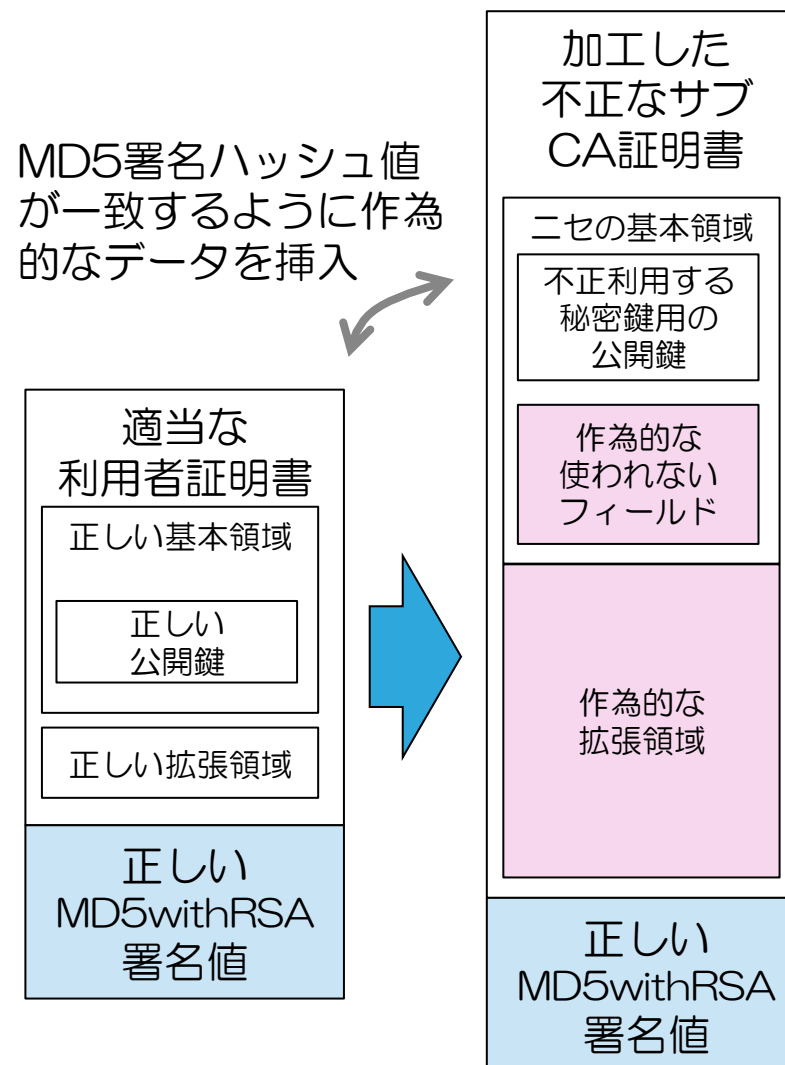 MD5署名ハッシュ値
が一致するように作為
的なデータを挿入
適当な
利用者証明書
正しい基本領域
正しい
公開鍵
正しい拡張領域
正しい
MD5withRSA
署名値
加工した
不正なサブ
CA証明書
ニセの基本領域
不正利用する
秘密鍵用の
公開鍵
作為的な
使われない
フィールド
作為的な
拡張領域
正しい
MD5withRSA
署名値